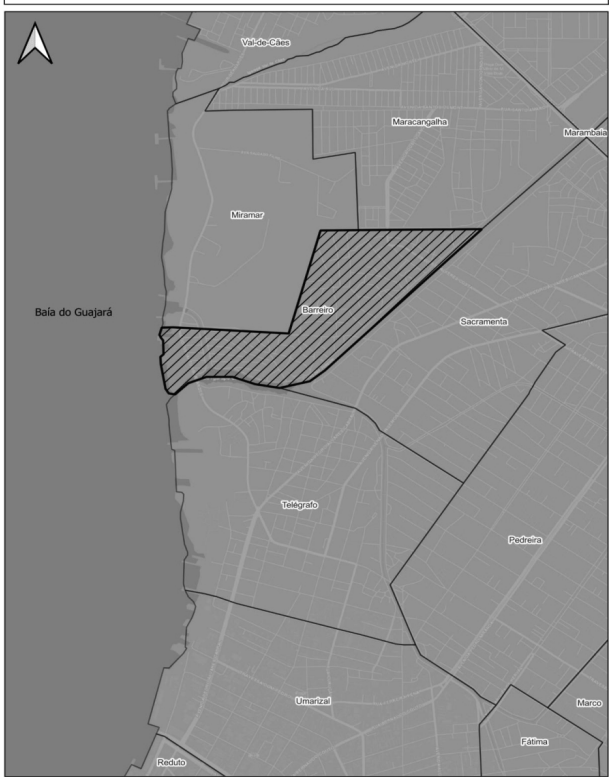 Val-de-Cães
Maracangalha
Marambaia
Miramar
Barreiro
Baía do Guajará
Sacramenta
Telégrafo
Pedreira
Umarizal
Marco
Fátima
Reduto